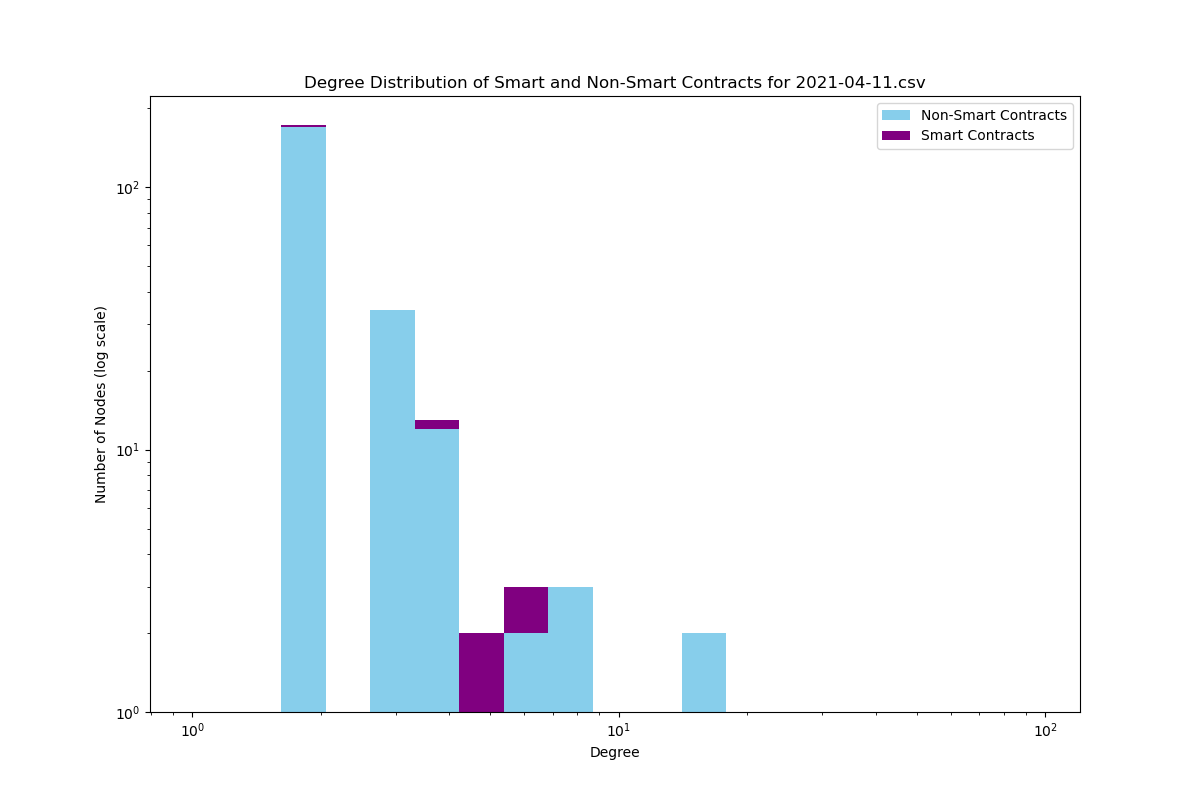 Degree Distribution of Smart and Non-Smart Contracts for 2021-04-11.csv
Non-Smart Contracts
Smart Contracts
Number of Nodes (log scale)
10²
10¹
10⁰
10⁰ 10¹ 10²
Degree